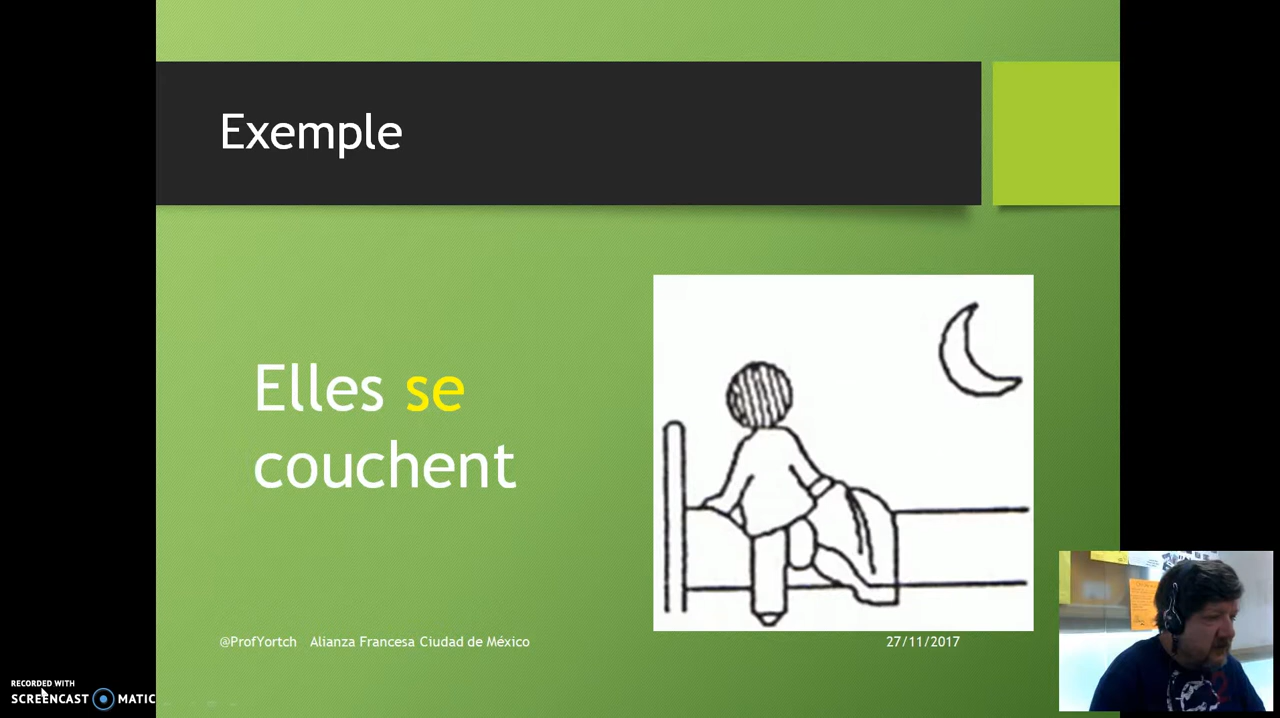 Exemple
Elles se
couchent
@ProfYortch Alianza Francesa Ciudad de México
27/11/2017
RECORDED WITH
SCREENCAST MATIC